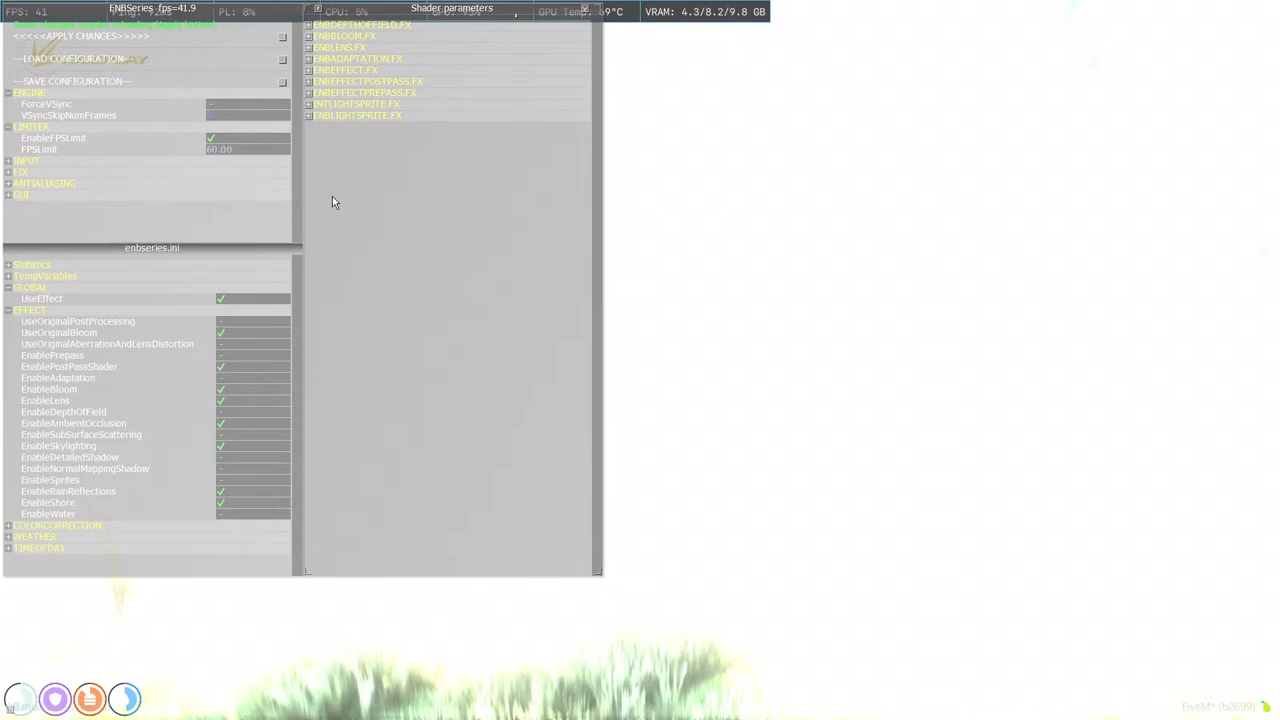 FPS: 41
ENBSeries fps=41.9
PL: 8%
CPU: 5%
GPU Temp: 69°C
VRAM: 4.3/8.2/9.8 GB
<<<<<APPLY CHANGES>>>>>
---LOAD CONFIGURATION---
---SAVE CONFIGURATION---
ENGINE
ForceVSync -
VSyncSkipNumFrames
LIMITER
EnableFPSLimit
FPSLimit 60.00
INPUT
FIX
ANTIALIASING
GUI
enbseries.ini
Statistics
TempVariables
GLOBAL
UseEffect
EFFECT
UseOriginalPostProcessing -
UseOriginalBloom
UseOriginalAberrationAndLensDistortion -
EnablePrepass -
EnablePostPassShader
EnableAdaptation -
EnableBloom
EnableLens
EnableDepthOfField -
EnableAmbientOcclusion
EnableSubSurfaceScattering -
EnableSkylighting
EnableDetailedShadow -
EnableNormalMappingShadow -
EnableSprites -
EnableRainReflections
EnableShore
EnableWater -
COLORCORRECTION
WEATHER
TIMEOFDAY
Shader parameters
ENBDEPTHOFFIELD.FX
ENBBLOOM.FX
ENBLENS.FX
ENBADAPTATION.FX
ENBEFFECT.FX
ENBEFFECTPOSTPASS.FX
ENBEFFECTPREPASS.FX
INTLIGHTSPRITE.FX
ENBLIGHTSPRITE.FX
FiveM* (b2699)